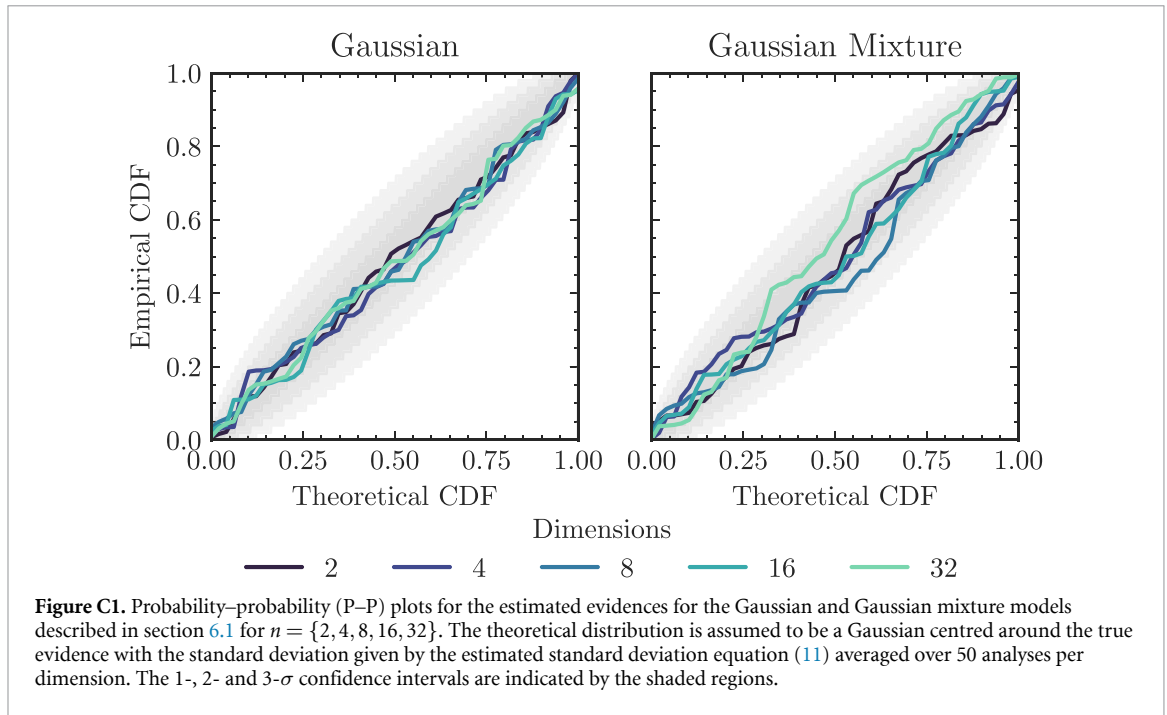 Gaussian
Gaussian Mixture
1.0
0.8
0.6
0.4
0.2
0.0
Empirical CDF
0.00 0.25 0.50 0.75 1.00
0.00 0.25 0.50 0.75 1.00
Theoretical CDF
Theoretical CDF
Dimensions
2 4 8 16 32
Figure C1. Probability–probability (P–P) plots for the estimated evidences for the Gaussian and Gaussian mixture models
described in section 6.1 for n = {2, 4, 8, 16, 32}. The theoretical distribution is assumed to be a Gaussian centred around the true
evidence with the standard deviation given by the estimated standard deviation equation (11) averaged over 50 analyses per
dimension. The 1-, 2- and 3-σ confidence intervals are indicated by the shaded regions.